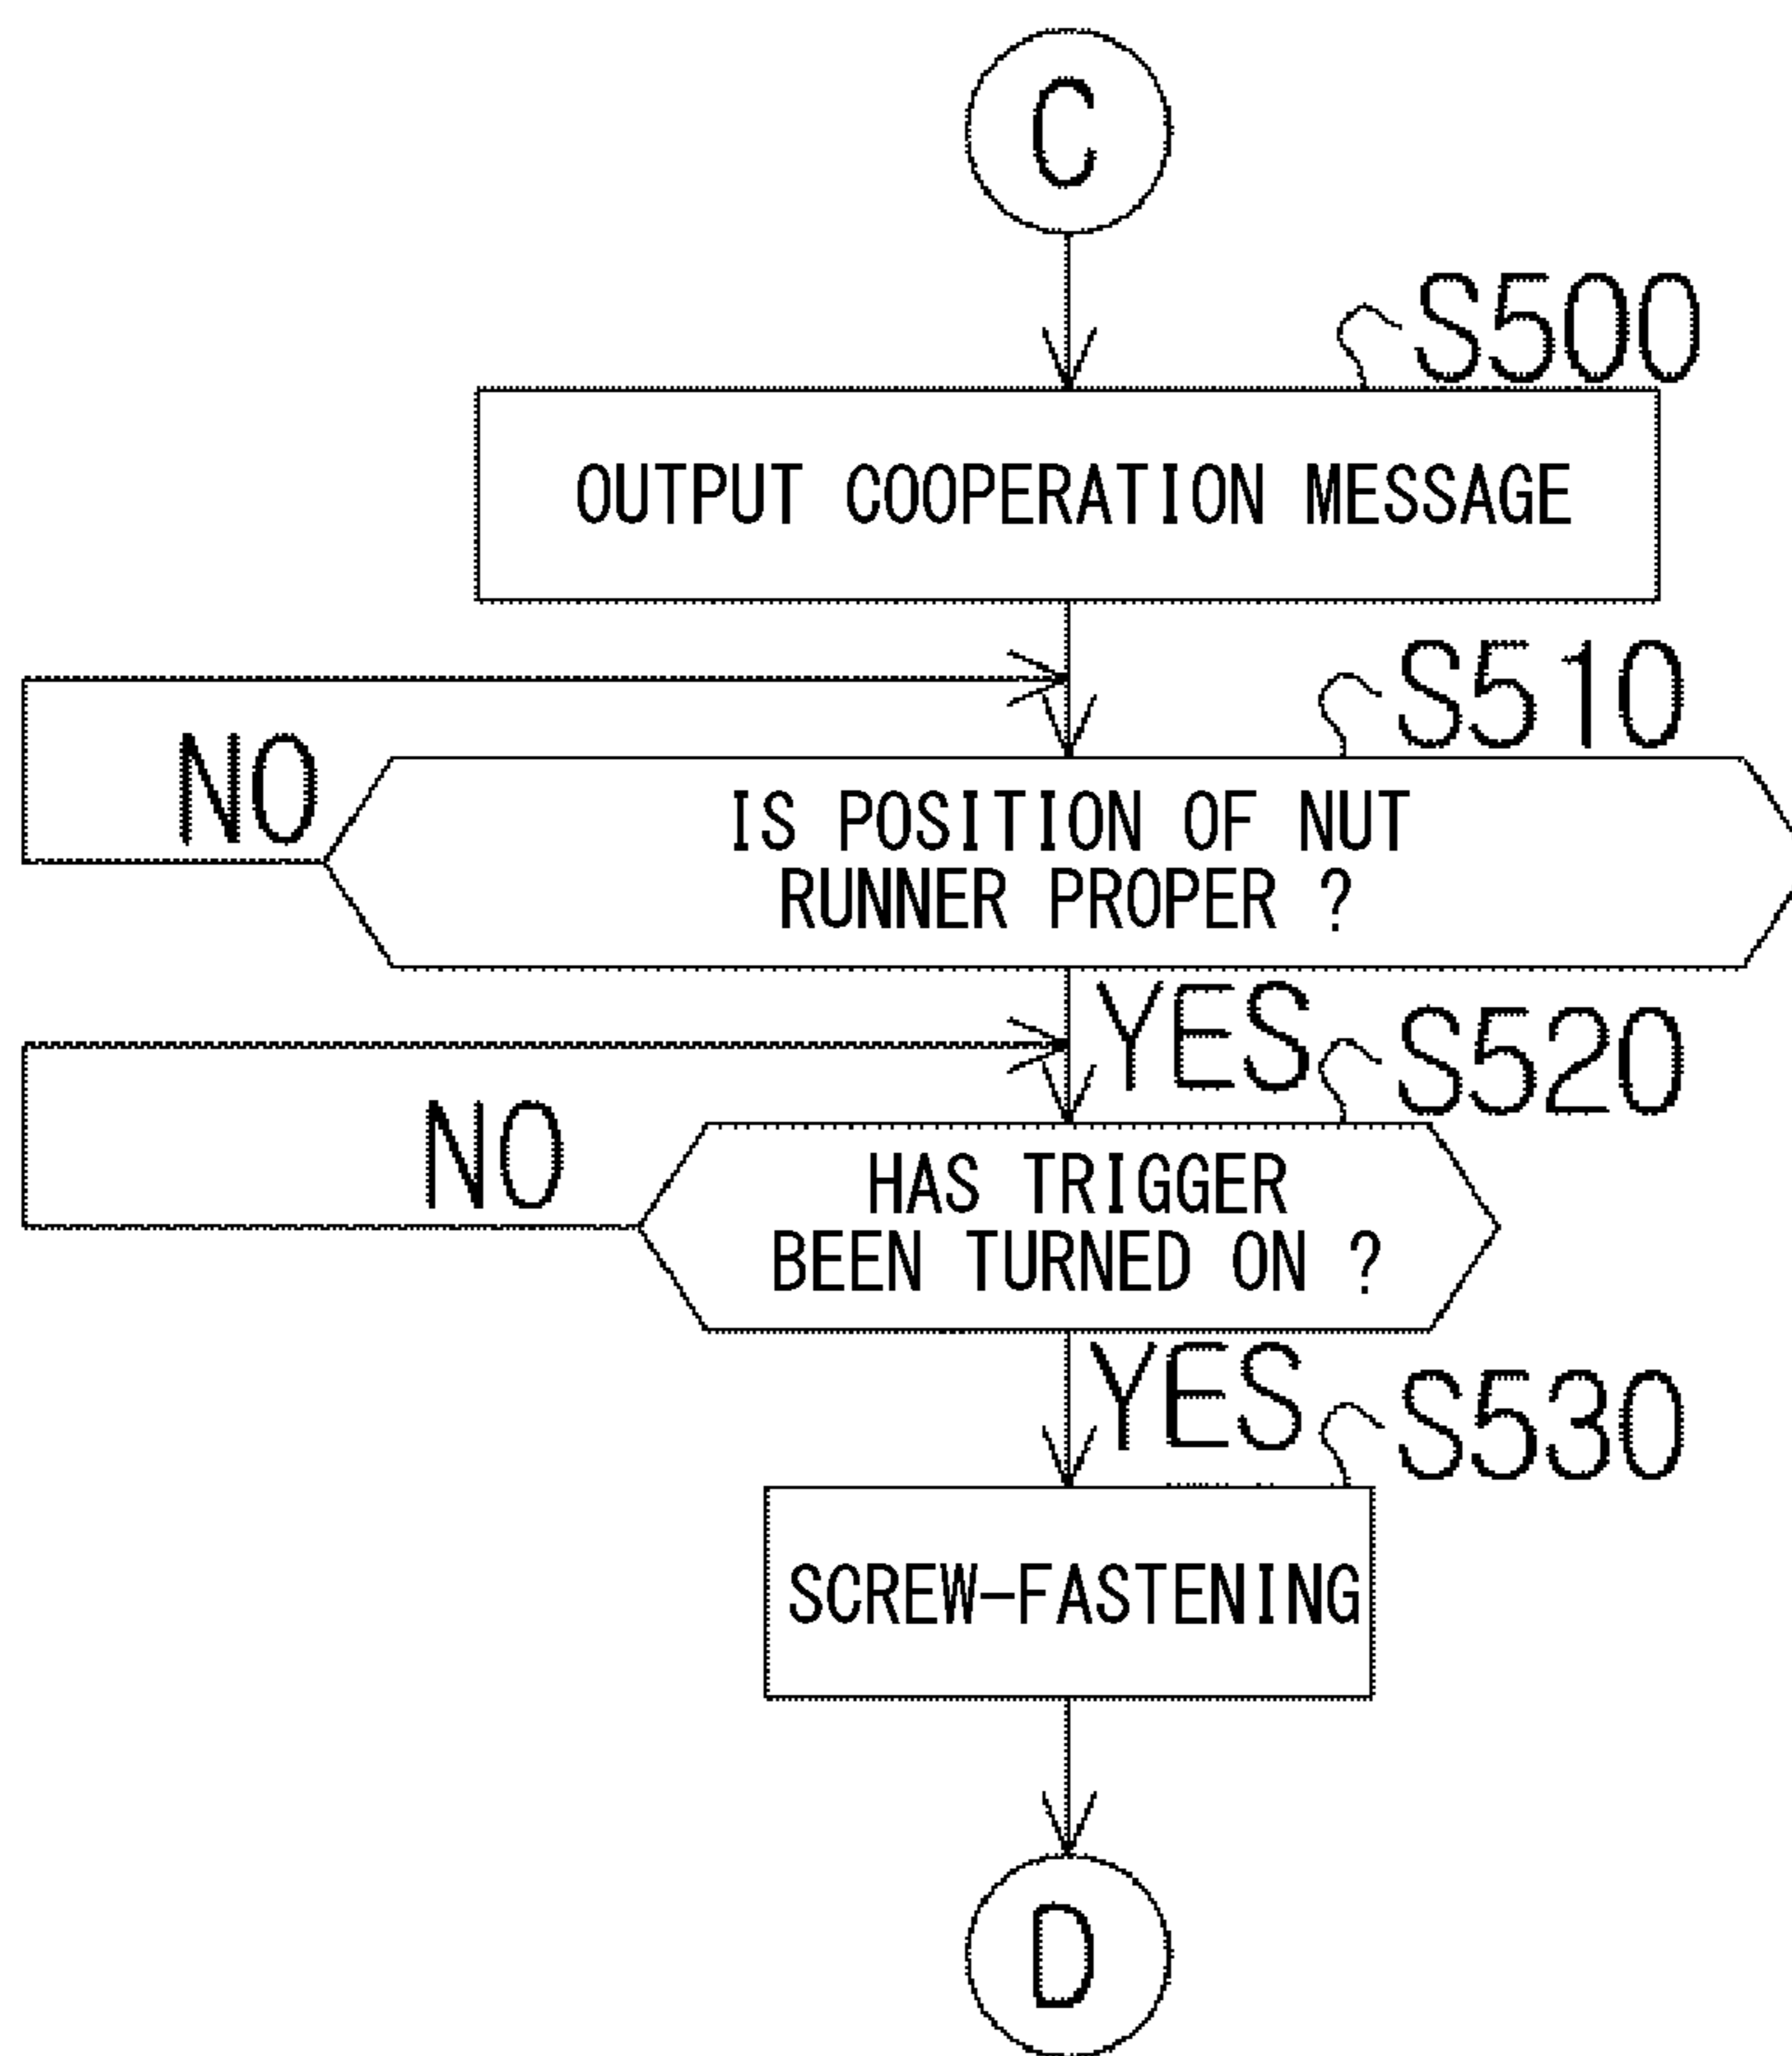 C
S500
OUTPUT COOPERATION MESSAGE
S510
NO
IS POSITION OF NUT
RUNNER PROPER ?
YES
S520
NO
HAS TRIGGER
BEEN TURNED ON ?
YES
S530
SCREW-FASTENING
D